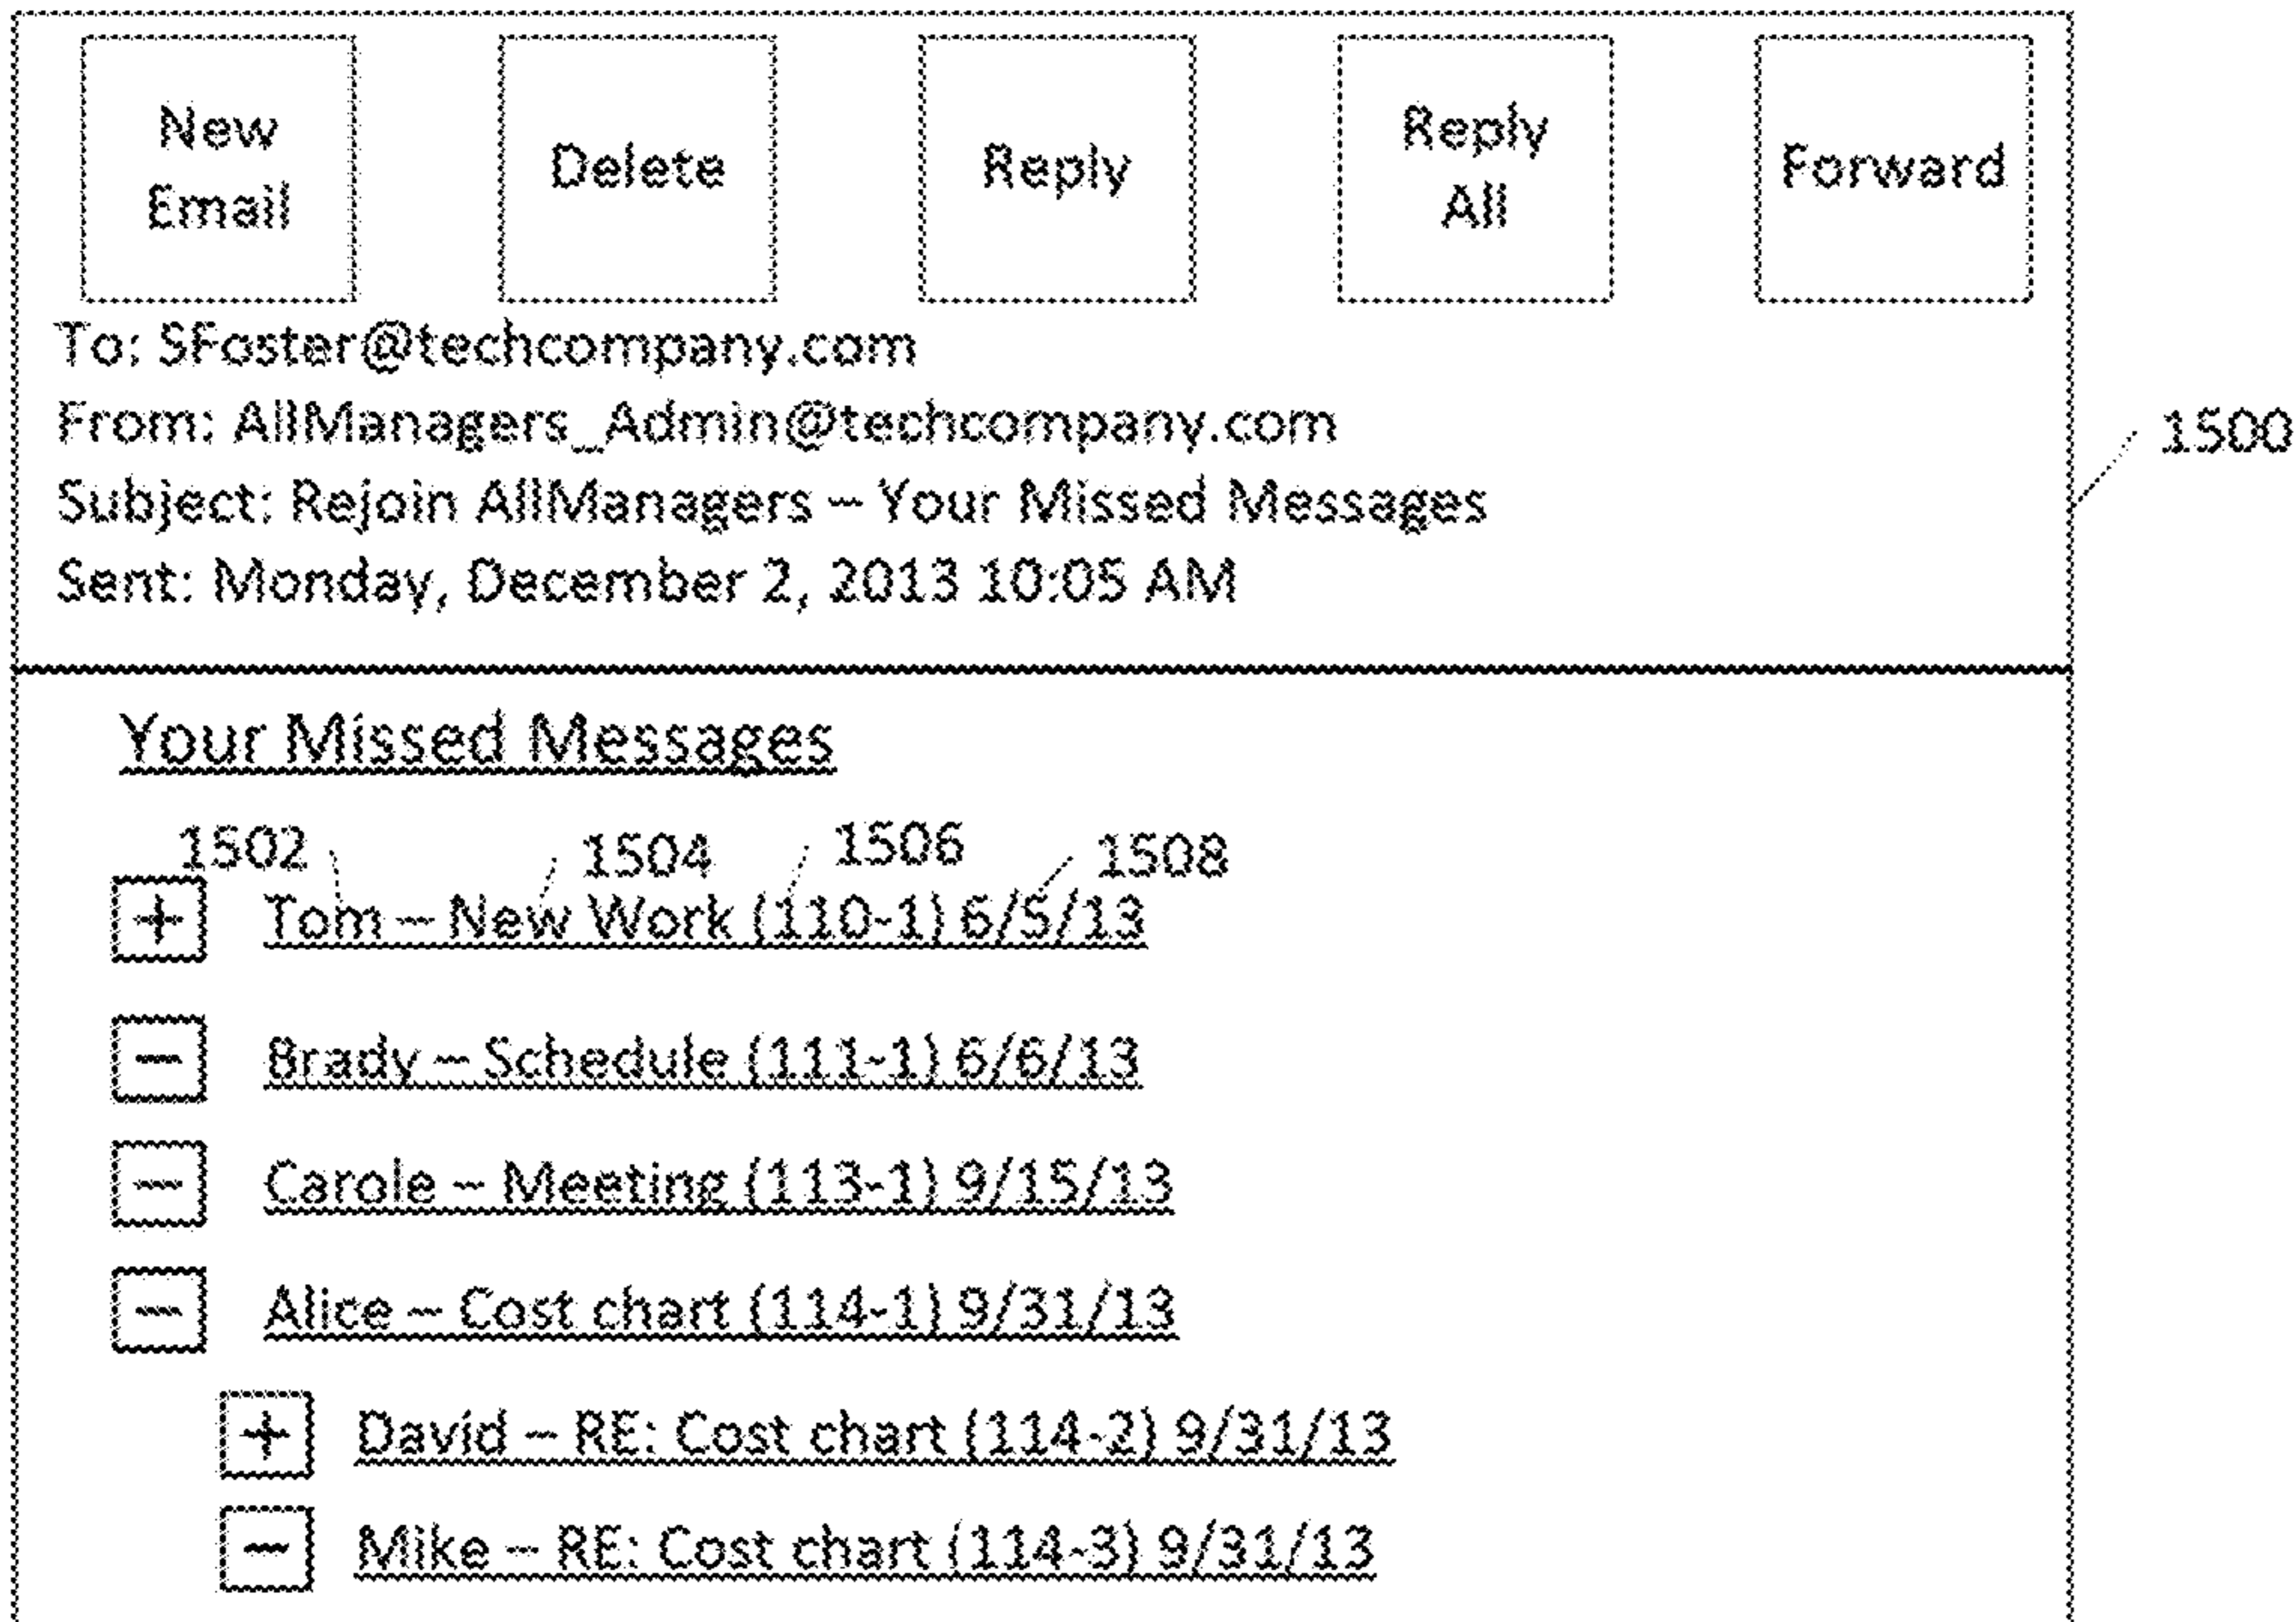 New
Email
Delete
Reply
Reply
All
Forward
To: SFoster@techcompany.com
From: AllManagers_Admin@techcompany.com
1500
Subject: Rejoin AllManagers – Your Missed Messages
Sent: Monday, December 2, 2013 10:05 AM
Your Missed Messages
1502 1504 1506 1508
+ Tom – New Work (110-1) 6/5/13
– Brady – Schedule (111-1) 6/6/13
– Carole – Meeting (113-1) 9/15/13
– Alice – Cost chart (114-1) 9/31/13
+ David – RE: Cost chart (114-2) 9/31/13
– Mike – RE: Cost chart (114-3) 9/31/13